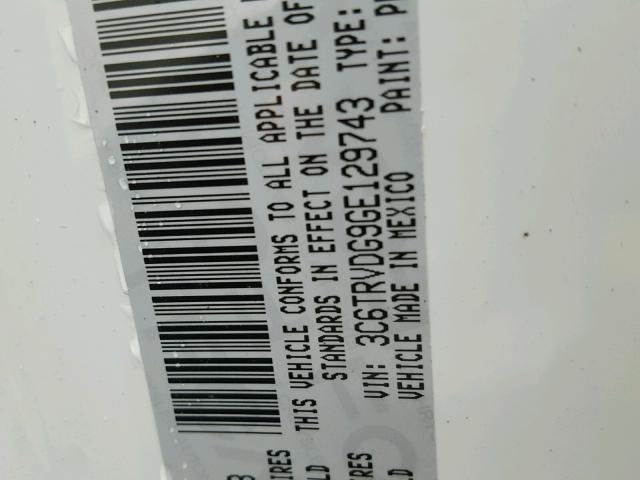 THIS VEHICLE CONFORMS TO ALL APPLICABLE
STANDARDS IN EFFECT ON THE DATE OF
VIN: 3C6TRVDG9GE129743 TYPE:
VEHICLE MADE IN MEXICO PAINT: